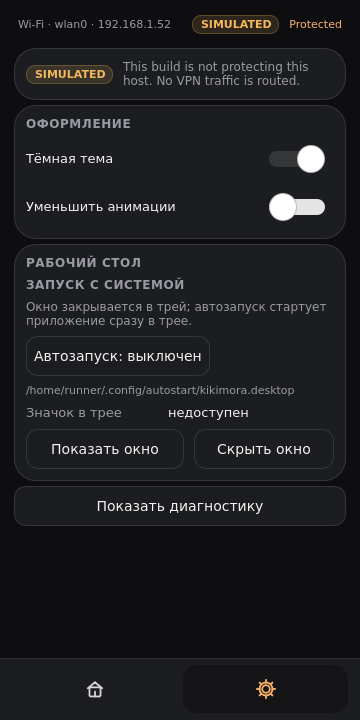 Wi-Fi · wlan0 · 192.168.1.52 SIMULATED Protected
SIMULATED This build is not protecting this
host. No VPN traffic is routed.
ОФОРМЛЕНИЕ
Тёмная тема
Уменьшить анимации
РАБОЧИЙ СТОЛ
ЗАПУСК С СИСТЕМОЙ
Окно закрывается в трей; автозапуск стартует
приложение сразу в трее.
Автозапуск: выключен
/home/runner/.config/autostart/kikimora.desktop
Значок в трее недоступен
Показать окно Скрыть окно
Показать диагностику